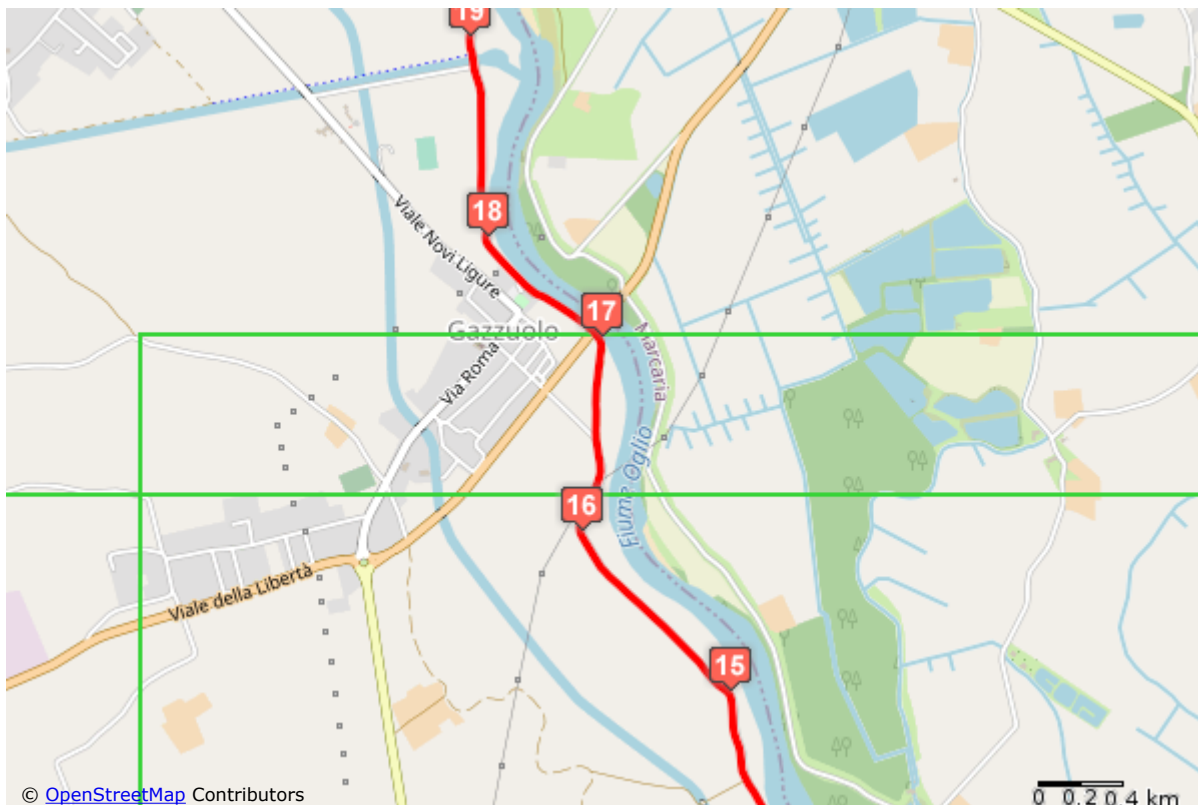 19
18
Viale Novi Ligure
17
Gazzuolo
Marcaria
Via Roma
Fiume Oglio
16
Viale della Libertà
15
© OpenStreetMap Contributors
0 0.2 0.4 km